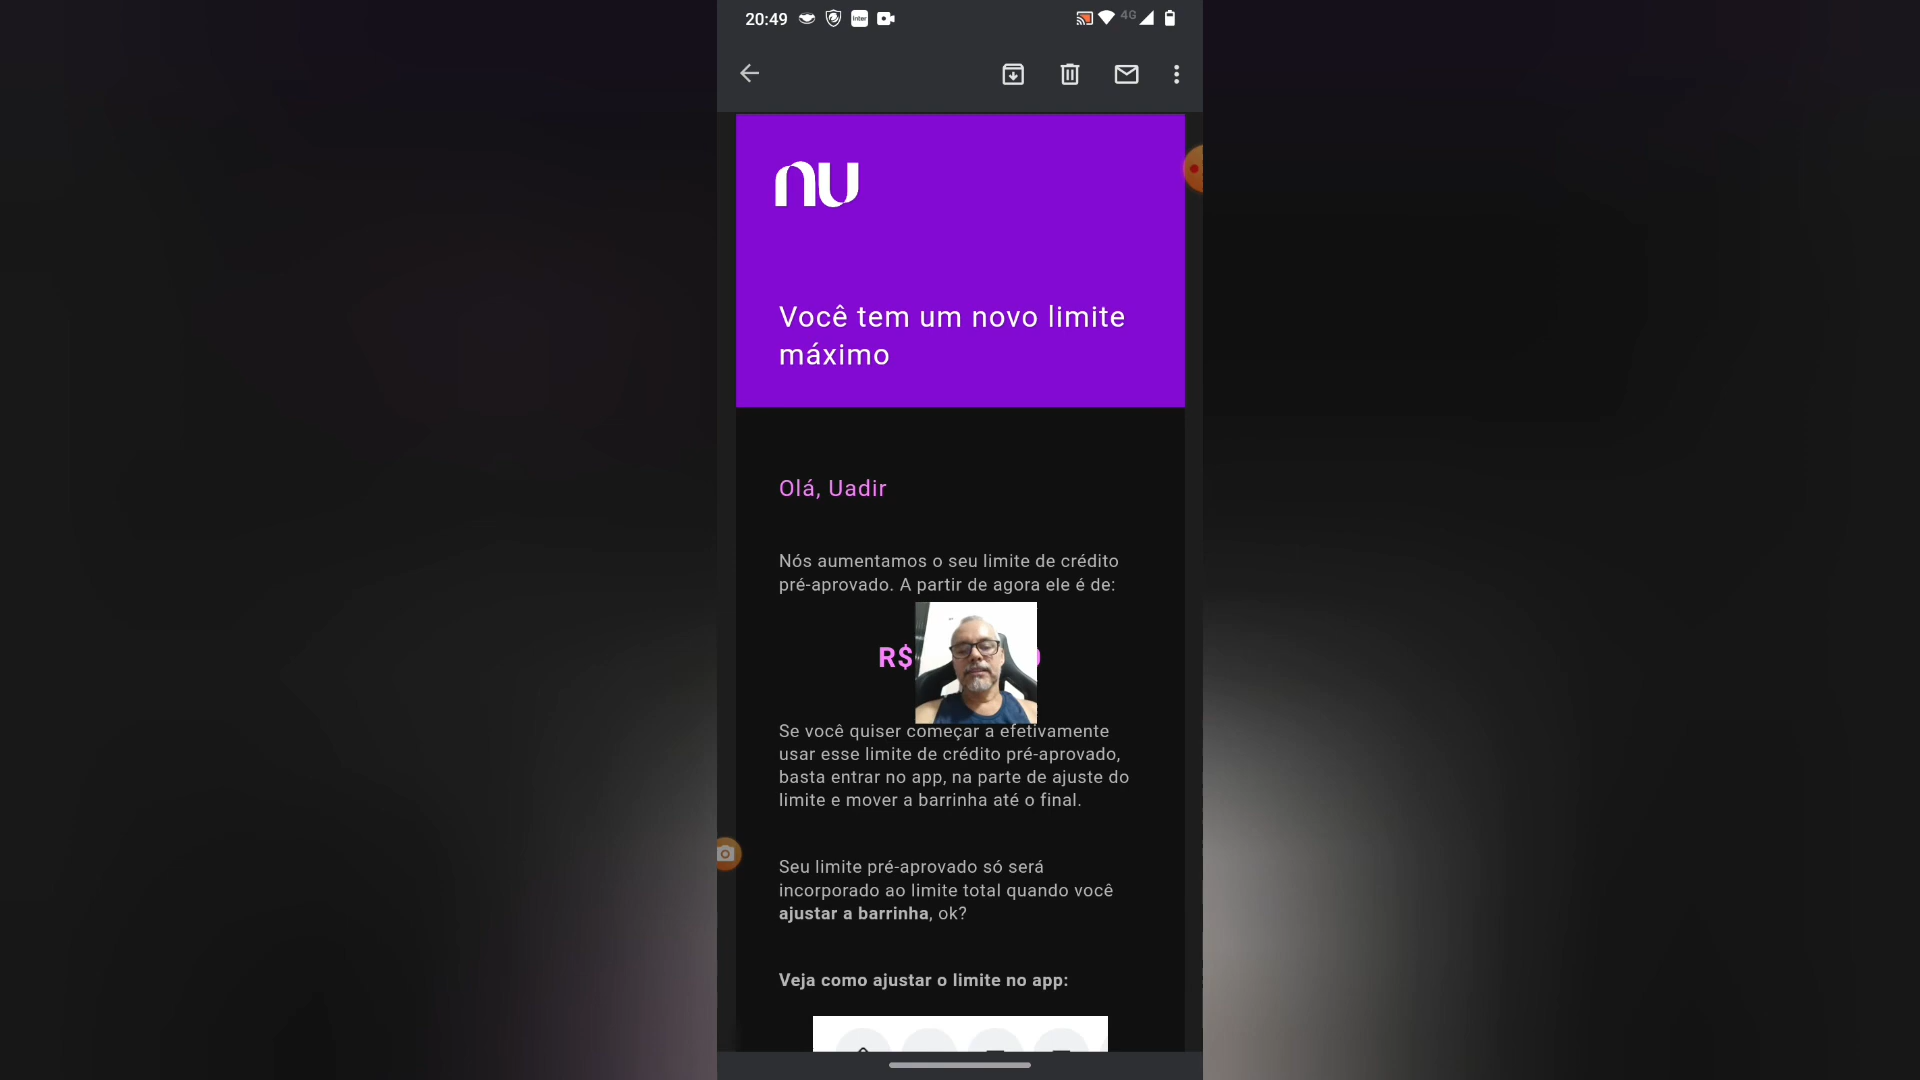 20:49
inter
4G
nu
Você tem um novo limite
máximo
Olá, Uadir
Nós aumentamos o seu limite de crédito
pré-aprovado. A partir de agora ele é de:
R$
Se você quiser começar a efetivamente
usar esse limite de crédito pré-aprovado,
basta entrar no app, na parte de ajuste do
limite e mover a barrinha até o final.
Seu limite pré-aprovado só será
incorporado ao limite total quando você
ajustar a barrinha, ok?
Veja como ajustar o limite no app: